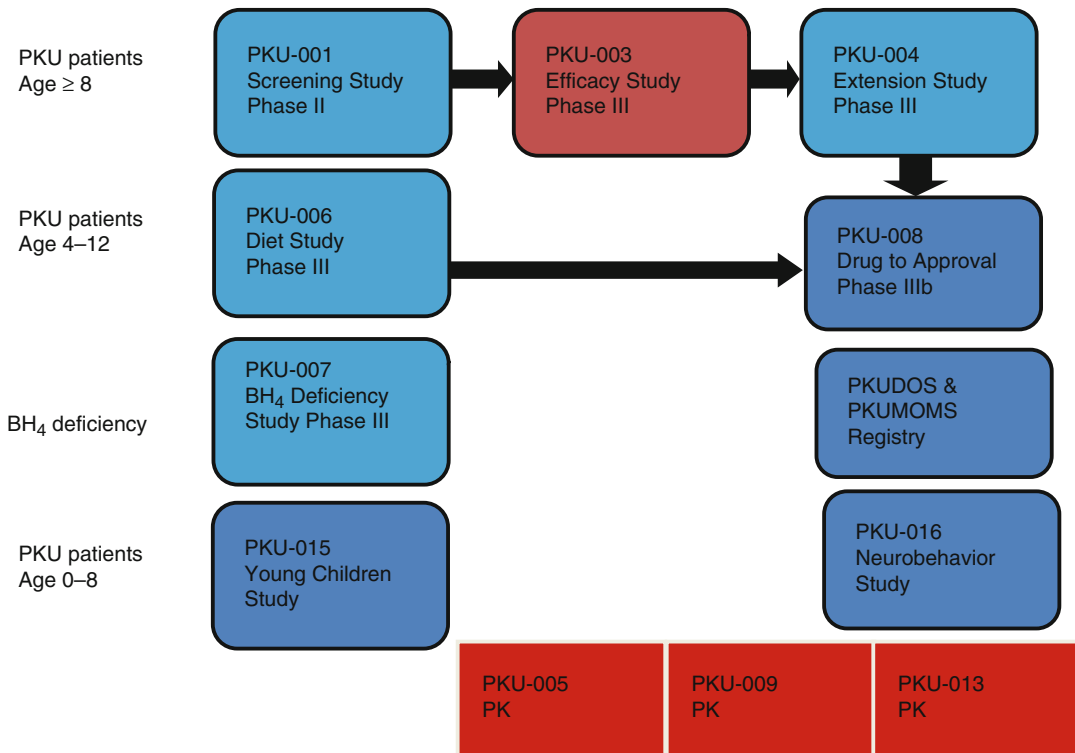 PKU patients
Age ≥ 8
PKU-001
Screening Study
Phase II
PKU-003
Efficacy Study
Phase III
PKU-004
Extension Study
Phase III
PKU patients
Age 4–12
PKU-006
Diet Study
Phase III
PKU-008
Drug to Approval
Phase IIIb
BH₄ deficiency
PKU-007
BH₄ Deficiency
Study Phase III
PKUDOS &
PKUMOMS
Registry
PKU patients
Age 0–8
PKU-015
Young Children
Study
PKU-016
Neurobehavior
Study
PKU-005
PK
PKU-009
PK
PKU-013
PK